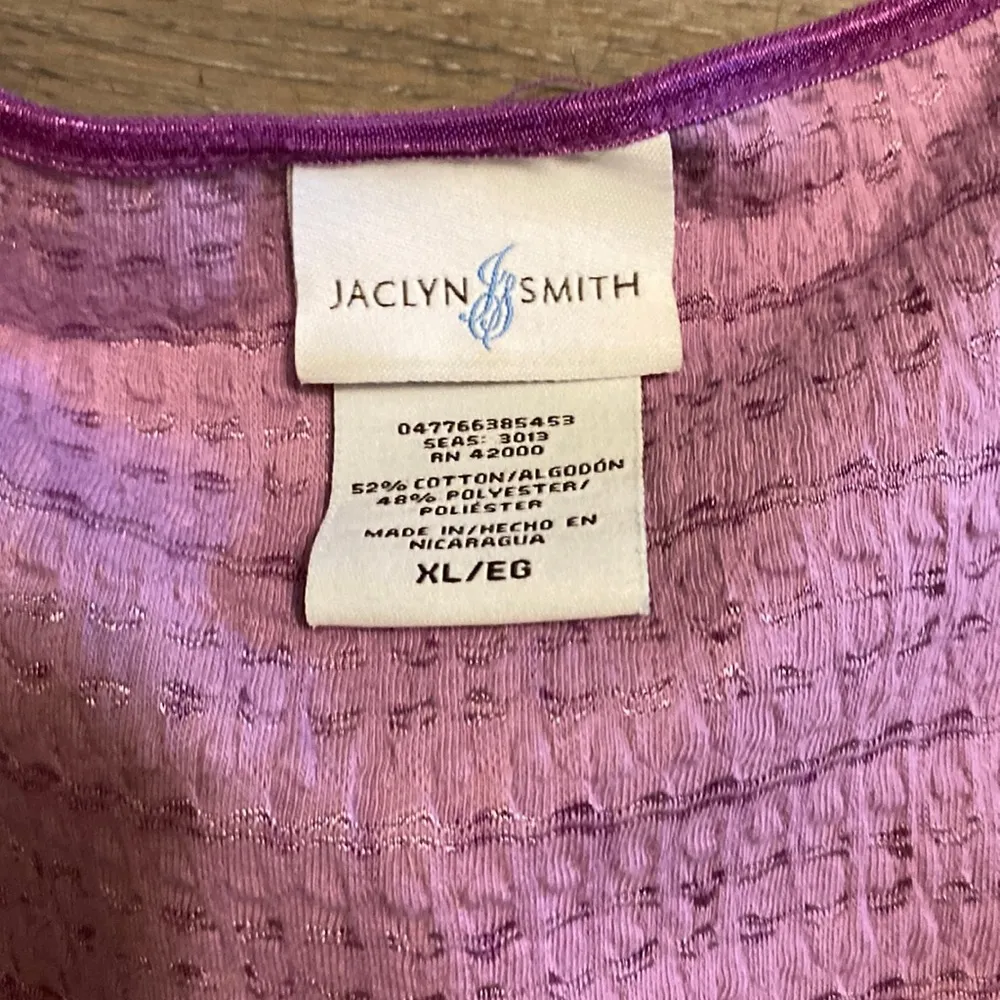 JACLYN JS SMITH
047766385453
SEAS: 3013
RN 42000
52% COTTON/ALGODÓN
48% POLYESTER/
POLIÉSTER
MADE IN/HECHO EN
NICARAGUA
XL/EG